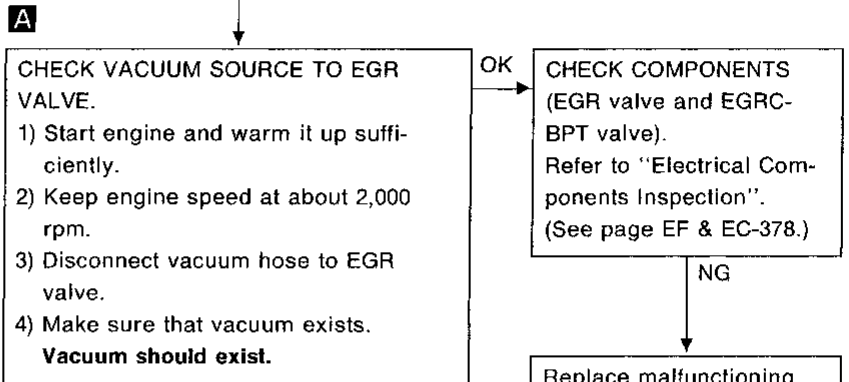 A
CHECK VACUUM SOURCE TO EGR
VALVE.
1) Start engine and warm it up suffi-
ciently.
2) Keep engine speed at about 2,000
rpm.
3) Disconnect vacuum hose to EGR
valve.
4) Make sure that vacuum exists.
Vacuum should exist.
OK
CHECK COMPONENTS
(EGR valve and EGRC-
BPT valve).
Refer to "Electrical Com-
ponents Inspection".
(See page EF & EC-378.)
NG
Replace malfunctioning